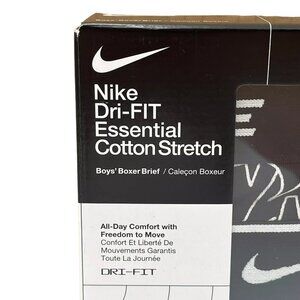 Nike
Dri-FIT
Essential
Cotton Stretch
Boys' Boxer Brief / Caleçon Boxeur
All-Day Comfort with
Freedom to Move
Confort Et Liberté De
Mouvements Garantis
Toute La Journée
DRI-FIT